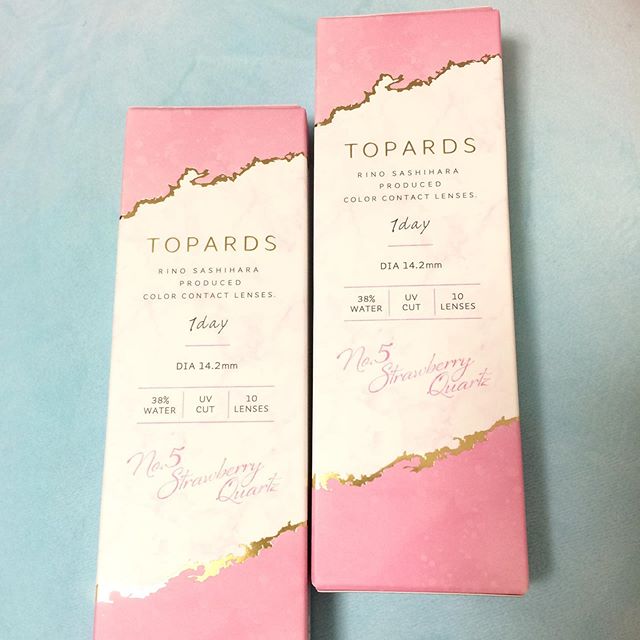 TOPARDS
RINO SASHIHARA
PRODUCED
COLOR CONTACT LENSES.
1day
DIA 14.2mm
38% WATER | UV CUT | 10 LENSES
No.5
Strawberry
Quartz
TOPARDS
RINO SASHIHARA
PRODUCED
COLOR CONTACT LENSES.
1day
DIA 14.2mm
38% WATER | UV CUT | 10 LENSES
No.5
Strawberry
Quartz